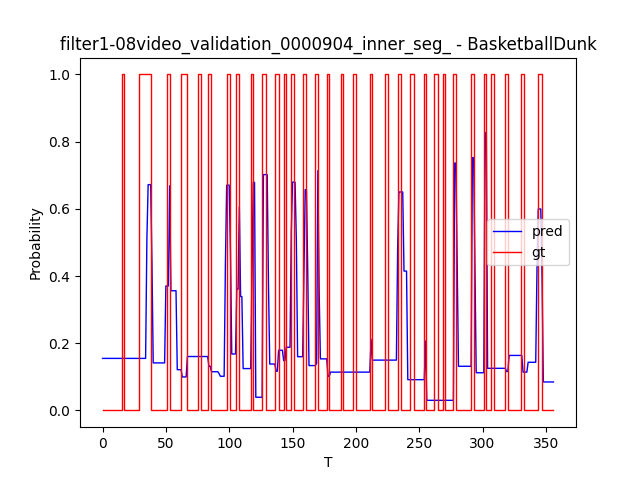 filter1-08video_validation_0000904_inner_seg_ - BasketballDunk
1.0
0.8
0.6
0.4
0.2
0.0
Probability
pred
gt
0 50 100 150 200 250 300 350
T